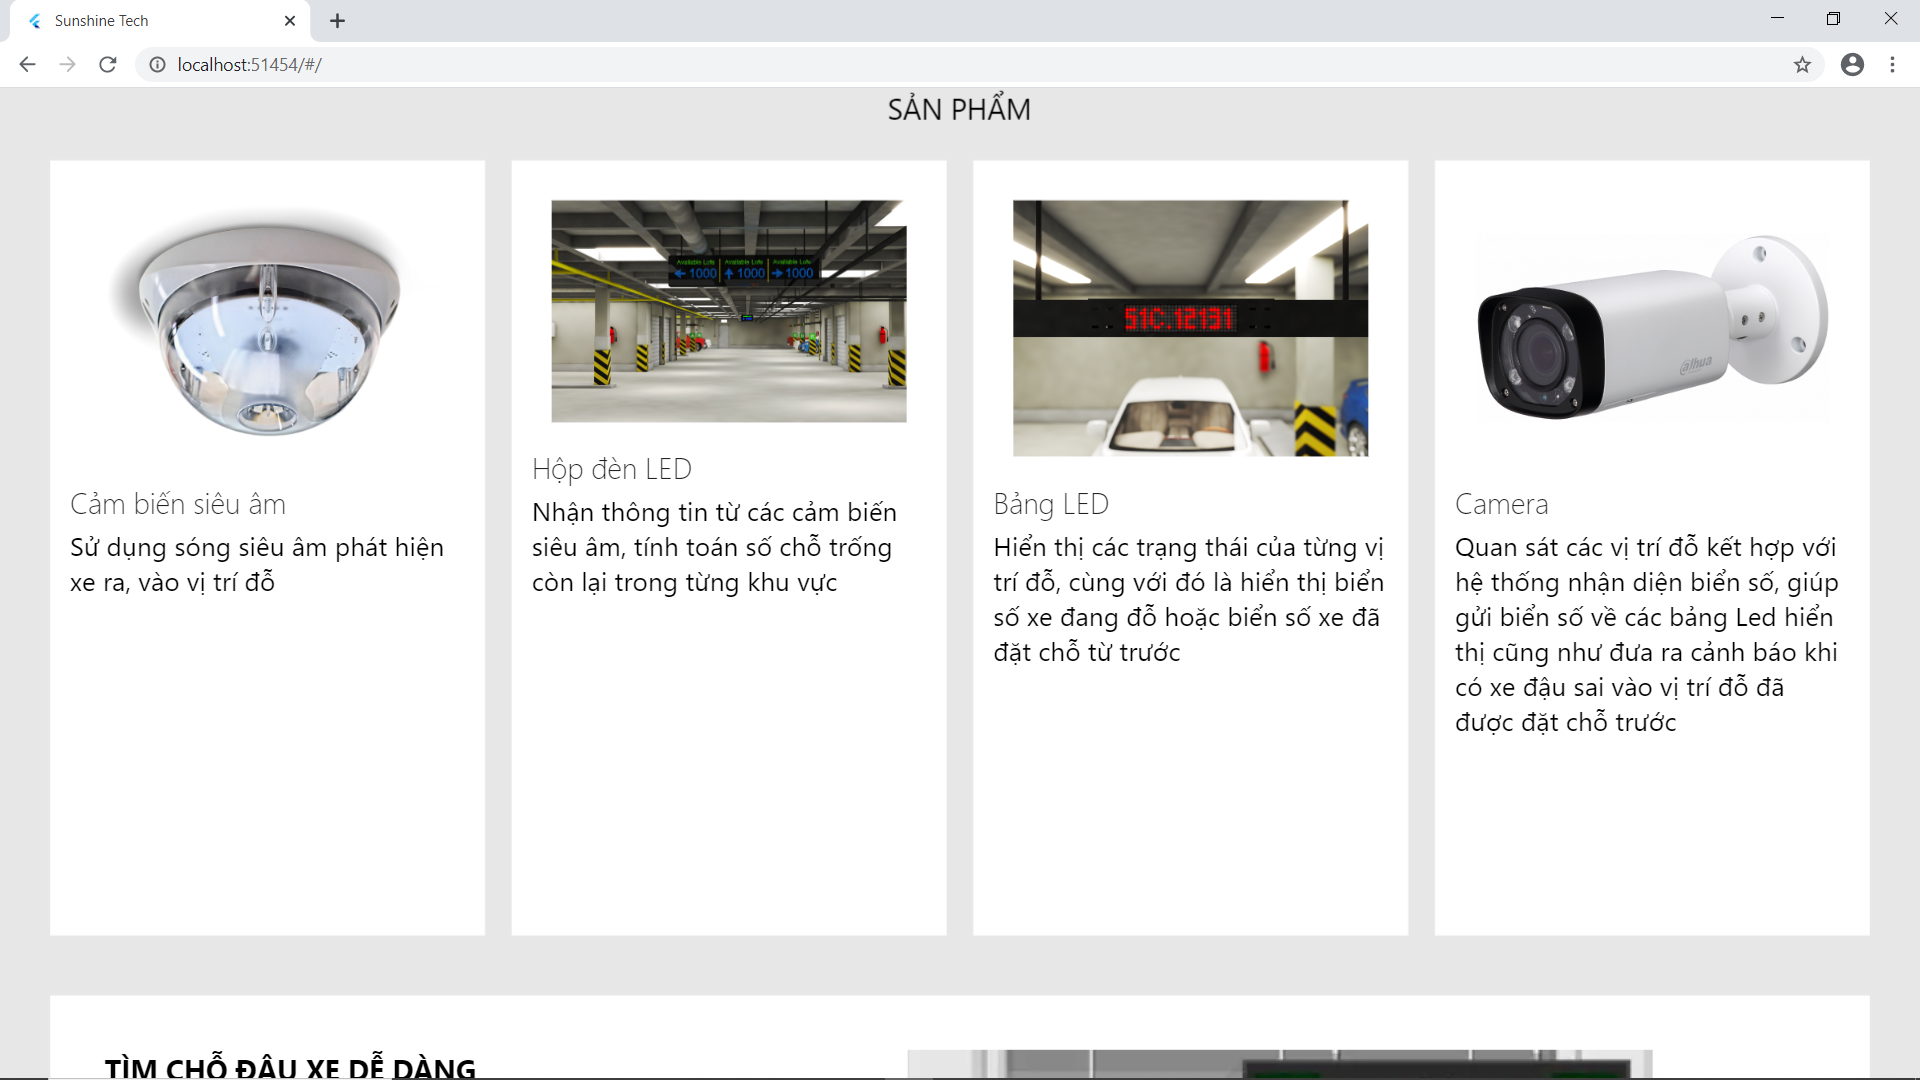 Sunshine Tech
localhost:51454/#/
SẢN PHẨM
Available Lots Available Lots Available Lots
← 1000 ↑ 1000 → 1000
51C.12131
alhua
Cảm biến siêu âm
Sử dụng sóng siêu âm phát hiện
xe ra, vào vị trí đỗ
Hộp đèn LED
Nhận thông tin từ các cảm biến
siêu âm, tính toán số chỗ trống
còn lại trong từng khu vực
Bảng LED
Hiển thị các trạng thái của từng vị
trí đỗ, cùng với đó là hiển thị biển
số xe đang đỗ hoặc biển số xe đã
đặt chỗ từ trước
Camera
Quan sát các vị trí đỗ kết hợp với
hệ thống nhận diện biển số, giúp
gửi biển số về các bảng Led hiển
thị cũng như đưa ra cảnh báo khi
có xe đậu sai vào vị trí đỗ đã
được đặt chỗ trước
TÌM CHỖ ĐẬU XE DỄ DÀNG